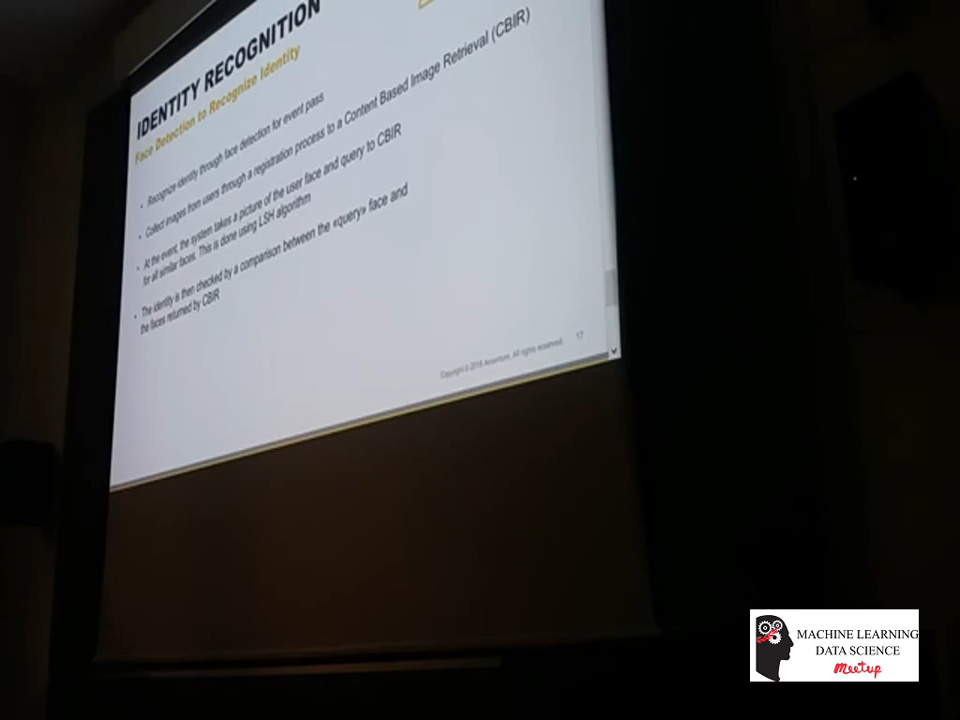 IDENTITY RECOGNITION
Face Detection to Recognize Identity
• Recognize identity through face detection for event pass
• Collect images from users through a registration process to a Content Based Image Retrieval (CBIR)
• At the event, the system takes a picture of the user face and query to CBIR
for all similar faces. This is done using LSH algorithm
• The identity is then checked by a comparison between the «query» face and
the faces returned by CBIR
Copyright © 2016 Accenture. All rights reserved. 17
MACHINE LEARNING
DATA SCIENCE
meetup